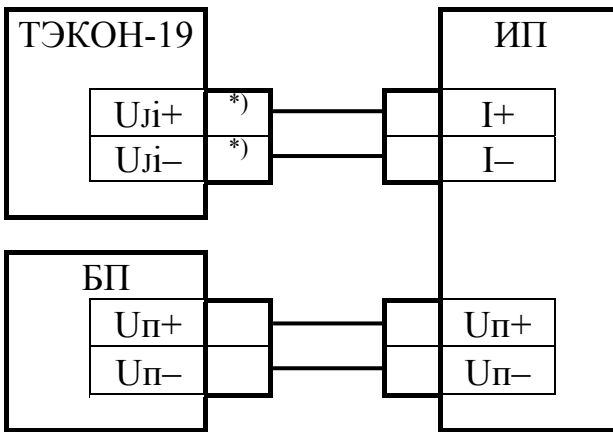 ТЭКОН-19 ИП
UJi+ *) I+
UJi– *) I–
БП
Uп+ Uп+
Uп– Uп–